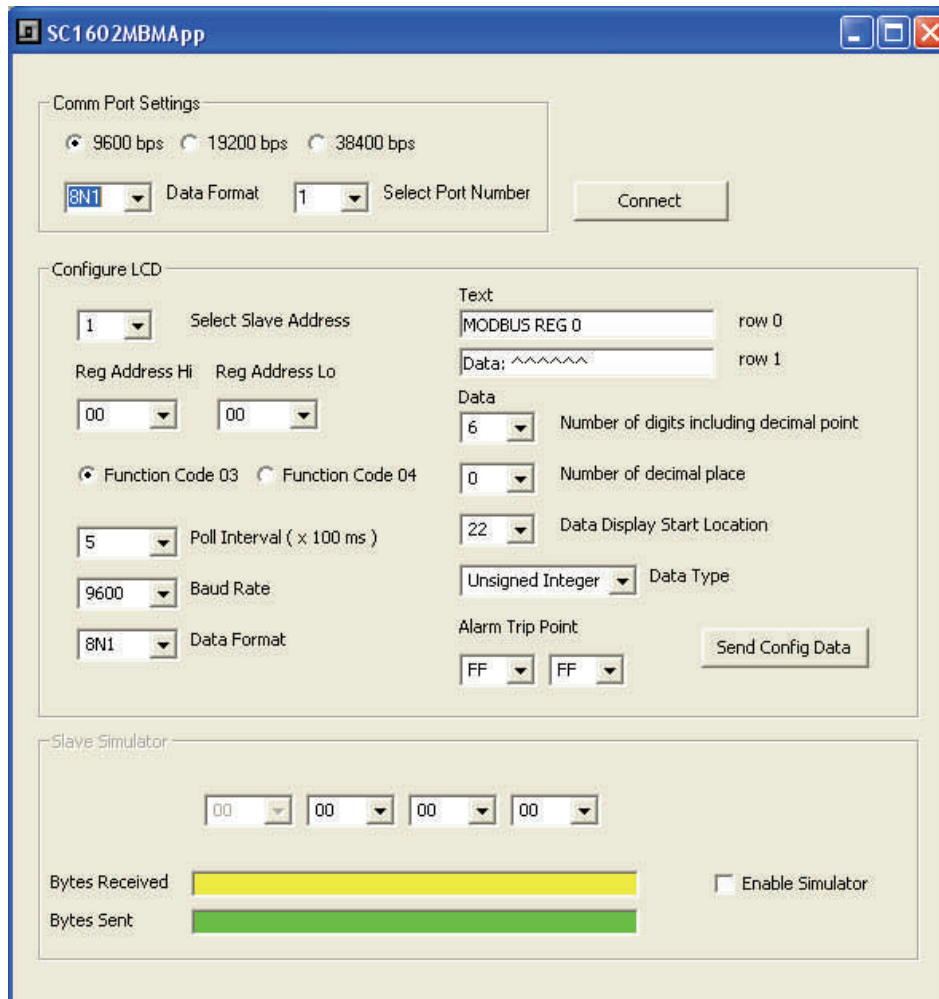 SC1602MBMApp
Comm Port Settings
9600 bps 19200 bps 38400 bps
8N1 Data Format 1 Select Port Number
Connect
Configure LCD
1 Select Slave Address
Reg Address Hi Reg Address Lo
00 00
Function Code 03 Function Code 04
5 Poll Interval ( x 100 ms )
9600 Baud Rate
8N1 Data Format
Text
MODBUS REG 0 row 0
Data: ^^^^^^ row 1
Data
6 Number of digits including decimal point
0 Number of decimal place
22 Data Display Start Location
Unsigned Integer Data Type
Alarm Trip Point
FF FF
Send Config Data
Slave Simulator
00 00 00 00
Bytes Received
Enable Simulator
Bytes Sent